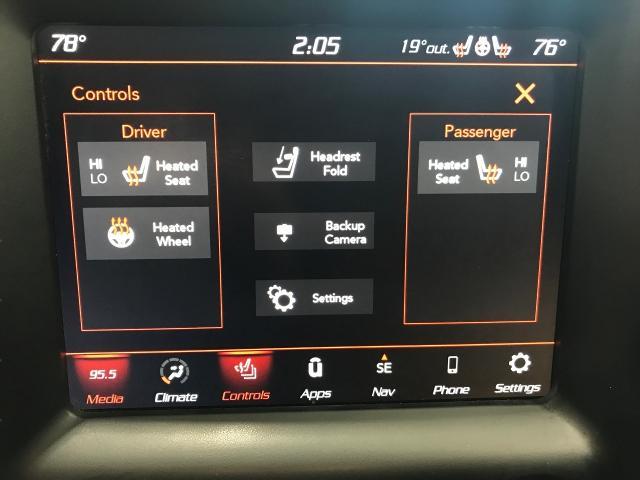 78° 2:05 19°out. 76°
Controls
Driver
Passenger
HI
LO
Heated
Seat
Headrest
Fold
Heated
Seat
HI
LO
Heated
Wheel
Backup
Camera
Settings
95.5
SE
Media Climate Controls Apps Nav Phone Settings